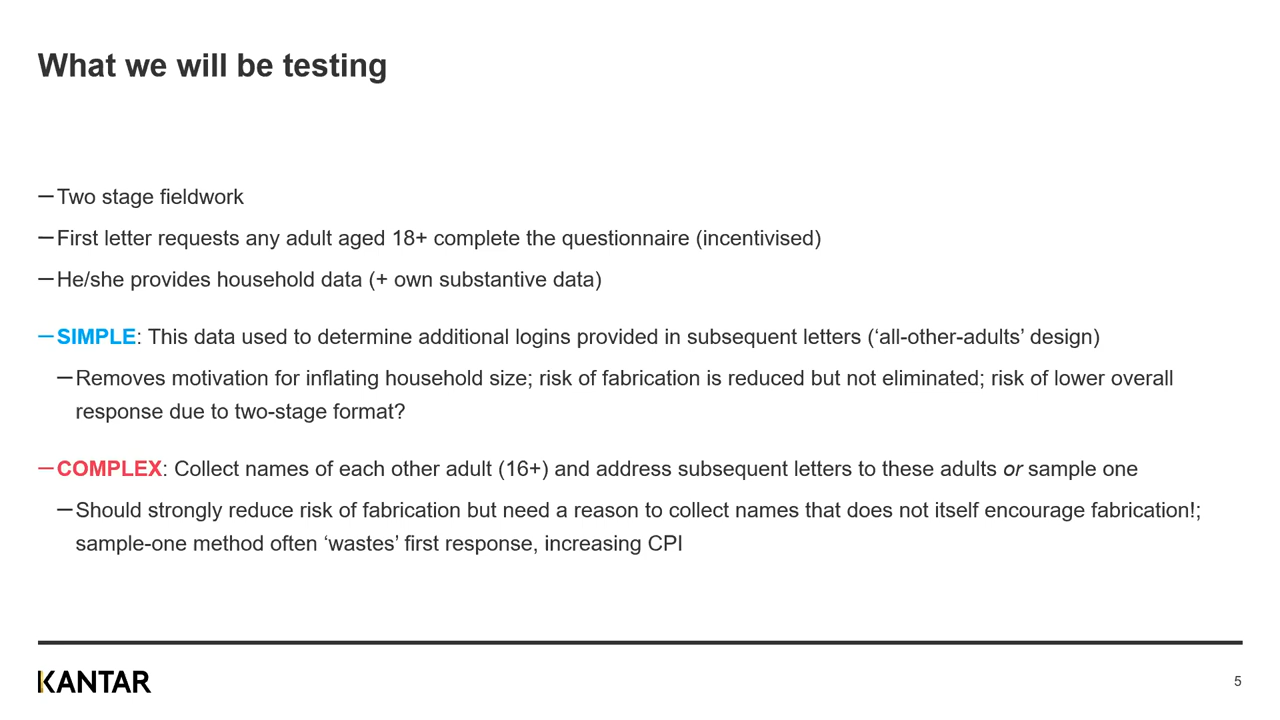 What we will be testing
—Two stage fieldwork
—First letter requests any adult aged 18+ complete the questionnaire (incentivised)
—He/she provides household data (+ own substantive data)
—SIMPLE: This data used to determine additional logins provided in subsequent letters (‘all-other-adults’ design)
—Removes motivation for inflating household size; risk of fabrication is reduced but not eliminated; risk of lower overall
response due to two-stage format?
—COMPLEX: Collect names of each other adult (16+) and address subsequent letters to these adults or sample one
—Should strongly reduce risk of fabrication but need a reason to collect names that does not itself encourage fabrication!;
sample-one method often ‘wastes’ first response, increasing CPI
KANTAR
5